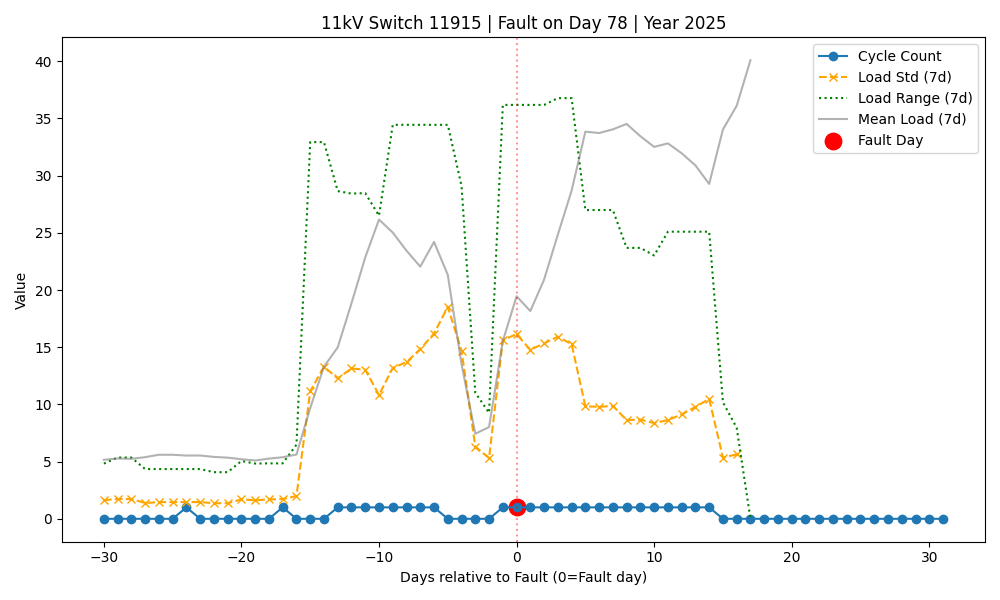 11kV Switch 11915 | Fault on Day 78 | Year 2025
Cycle Count
Load Std (7d)
Load Range (7d)
Mean Load (7d)
Fault Day
Value
40
35
30
25
20
15
10
5
0
−30
−20
−10
0
10
20
30
Days relative to Fault (0=Fault day)